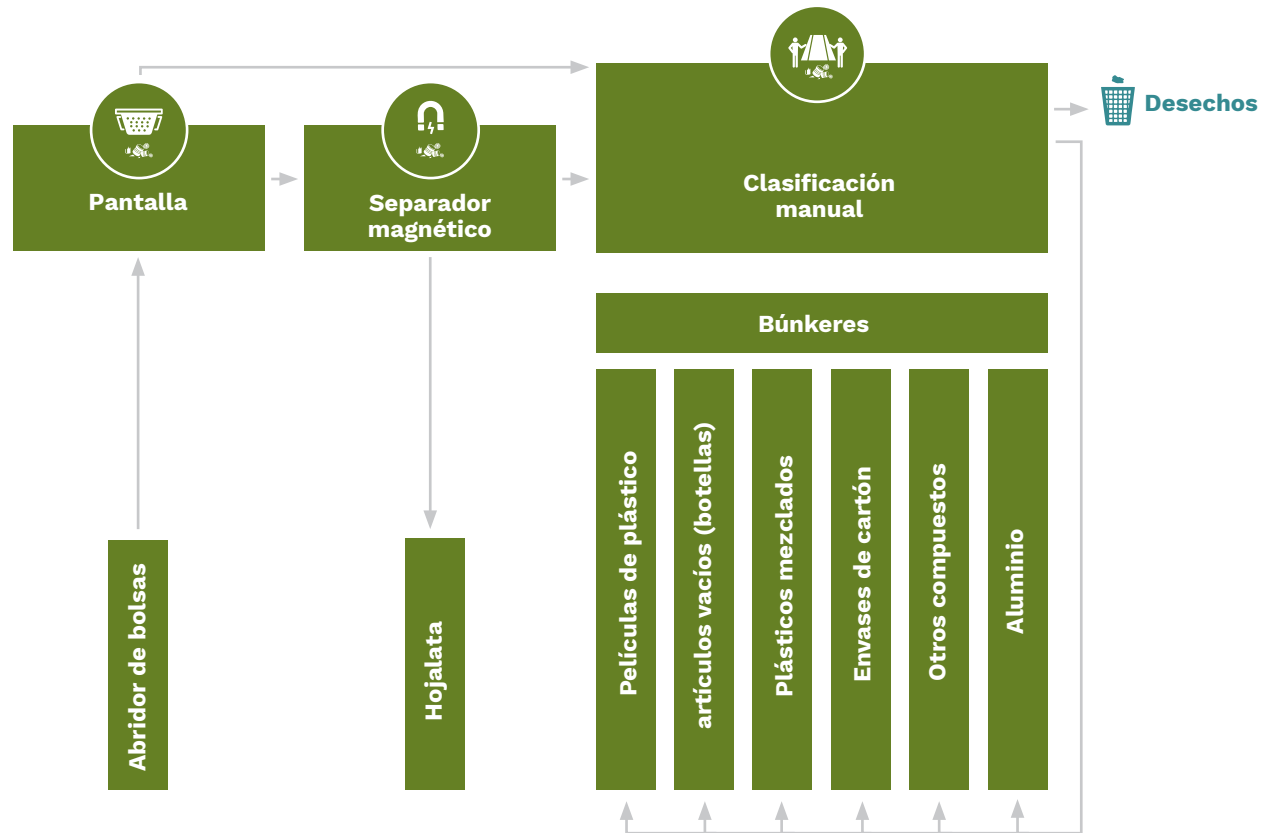 Desechos
Pantalla
Separador
magnético
Clasificación
manual
Búnkeres
Abridor de bolsas
Hojalata
Películas de plástico
artículos vacíos (botellas)
Plásticos mezclados
Envases de cartón
Otros compuestos
Aluminio